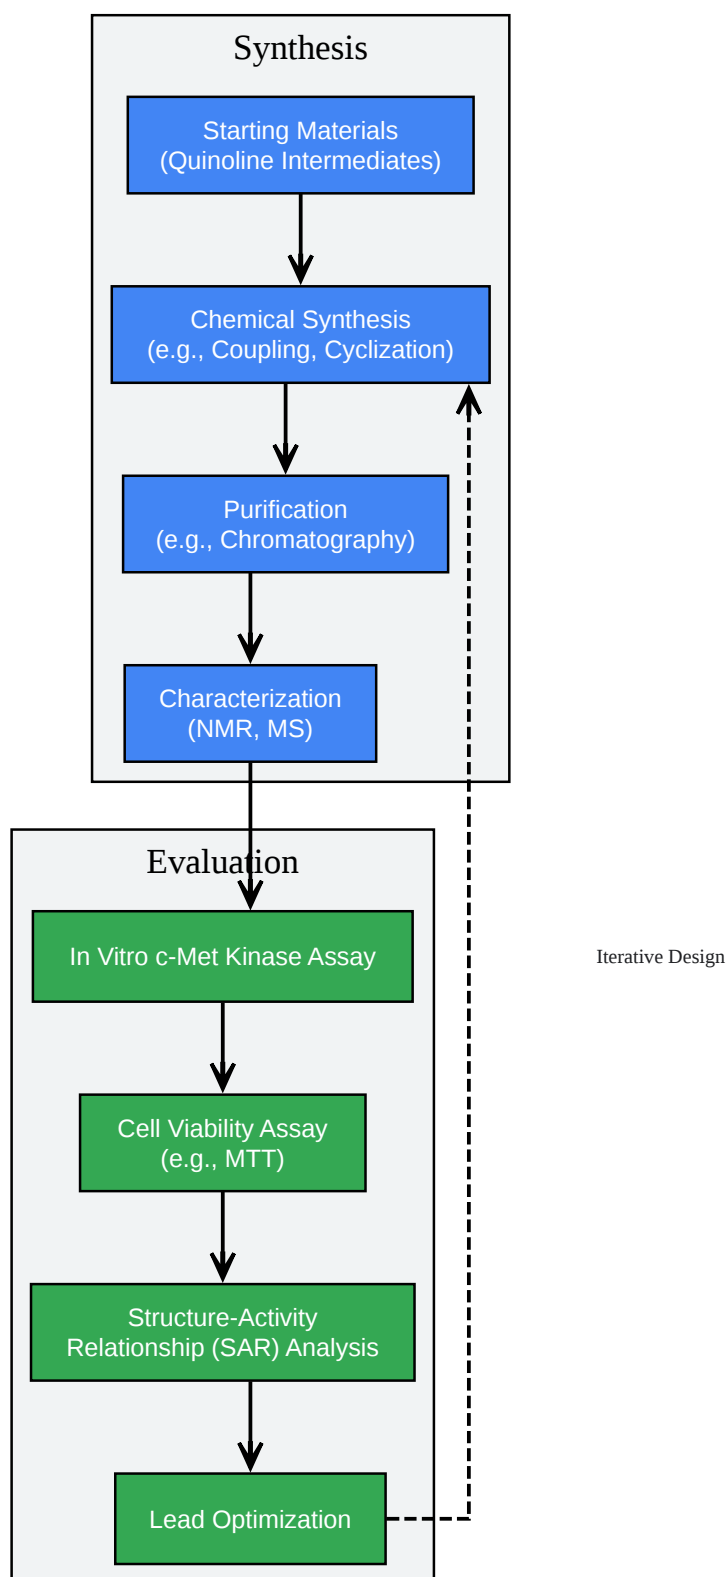 Synthesis
Starting Materials
(Quinoline Intermediates)
Chemical Synthesis
(e.g., Coupling, Cyclization)
Purification
(e.g., Chromatography)
Characterization
(NMR, MS)
Evaluation
In Vitro c-Met Kinase Assay
Iterative Design
Cell Viability Assay
(e.g., MTT)
Structure-Activity
Relationship (SAR) Analysis
Lead Optimization